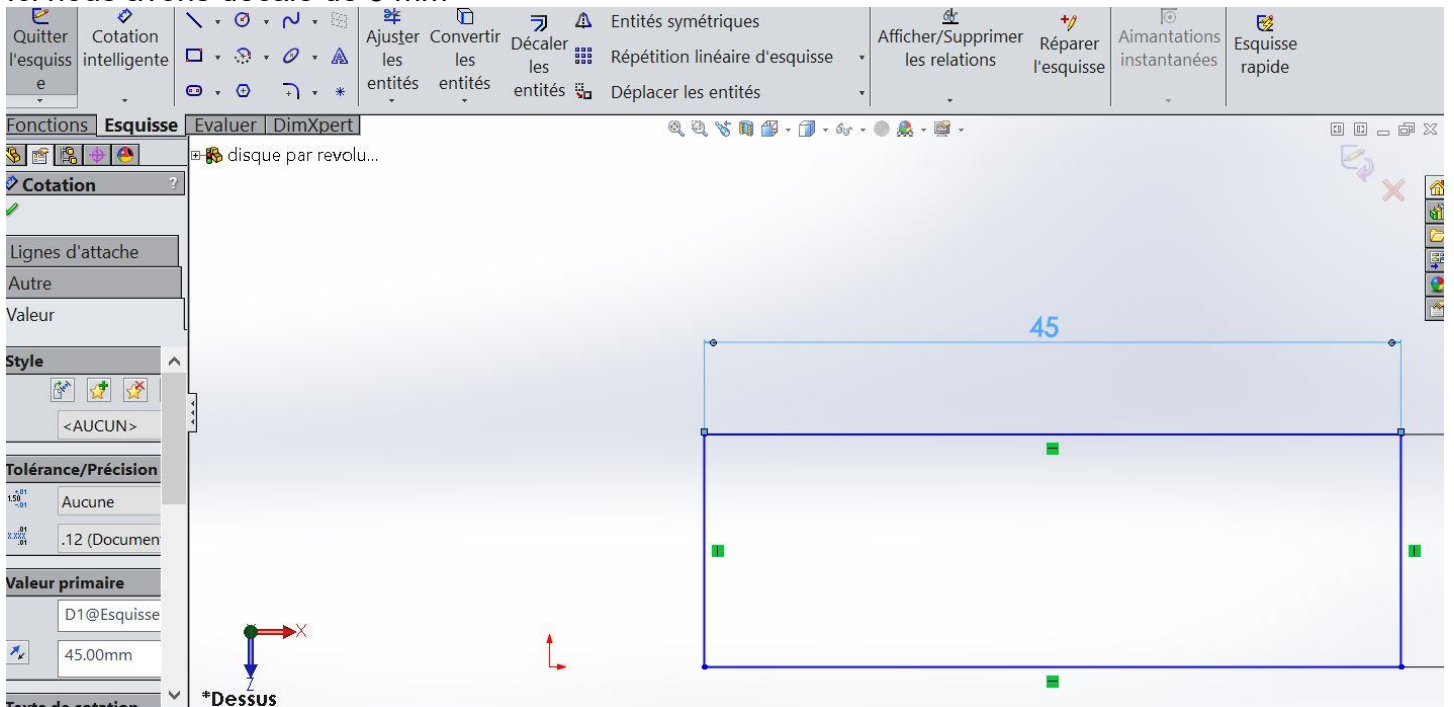 Quitter
l'esquiss
e
Cotation
intelligente
Ajuster
les
entités
Convertir
les
entités
Décaler
les
entités
Entités symétriques
Répétition linéaire d'esquisse
Déplacer les entités
Afficher/Supprimer
les relations
Réparer
l'esquisse
Aimantations
instantanées
Esquisse
rapide
Fonctions Esquisse Evaluer DimXpert
disque par revolu...
Cotation ?
Lignes d'attache
Autre
Valeur
45
Style
<AUCUN>
Tolérance/Précision
Aucune
.12 (Documen
Valeur primaire
D1@Esquisse
45.00mm
X
Z
*Dessus